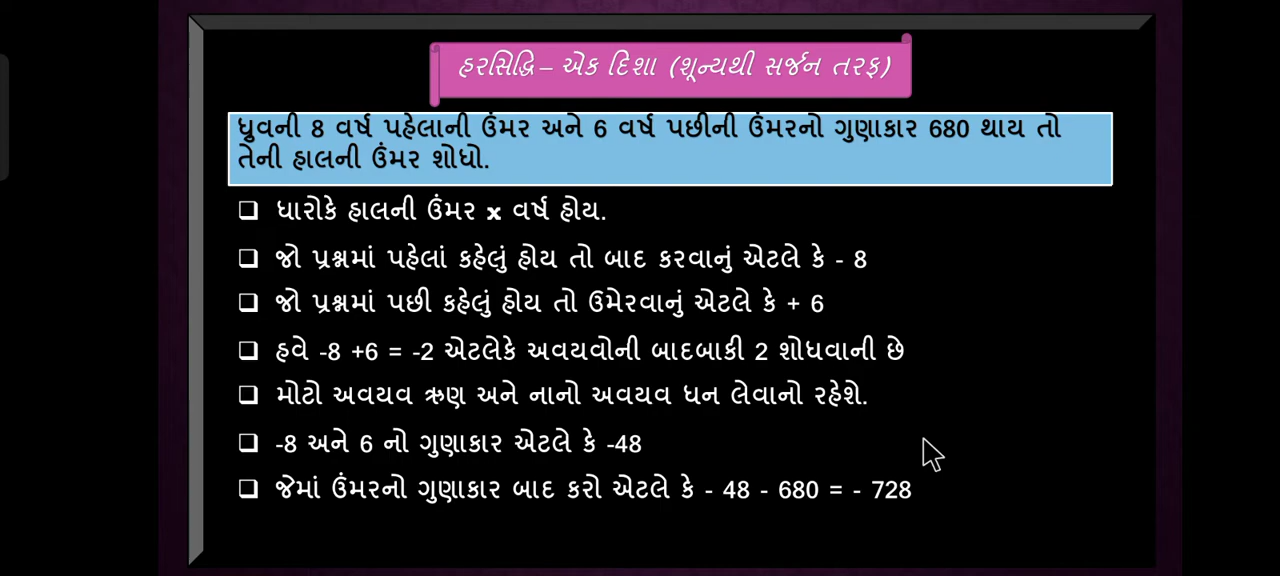 હરસિદ્ધિ – એક દિશા (શૂન્યથી સર્જન તરફ)
ધ્રુવની 8 વર્ષ પહેલાની ઉંમર અને 6 વર્ષ પછીની ઉંમરનો ગુણાકાર 680 થાય તો
તેની હાલની ઉંમર શોધો.
❑ ધારોકે હાલની ઉંમર x વર્ષ હોય.
❑ જો પ્રશ્નમાં પહેલાં કહેલું હોય તો બાદ કરવાનું એટલે કે - 8
❑ જો પ્રશ્નમાં પછી કહેલું હોય તો ઉમેરવાનું એટલે કે + 6
❑ હવે -8 +6 = -2 એટલેકે અવયવોની બાદબાકી 2 શોધવાની છે
❑ મોટો અવયવ ઋણ અને નાનો અવયવ ધન લેવાનો રહેશે.
❑ -8 અને 6 નો ગુણાકાર એટલે કે -48
❑ જેમાં ઉંમરનો ગુણાકાર બાદ કરો એટલે કે - 48 - 680 = - 728